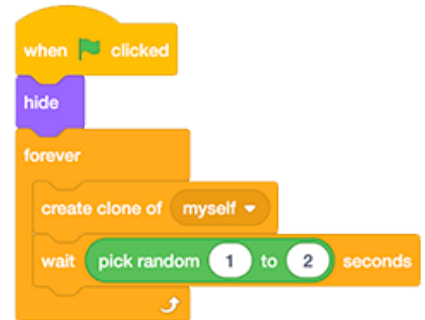 when clicked
hide
forever
create clone of myself
wait pick random 1 to 2 seconds